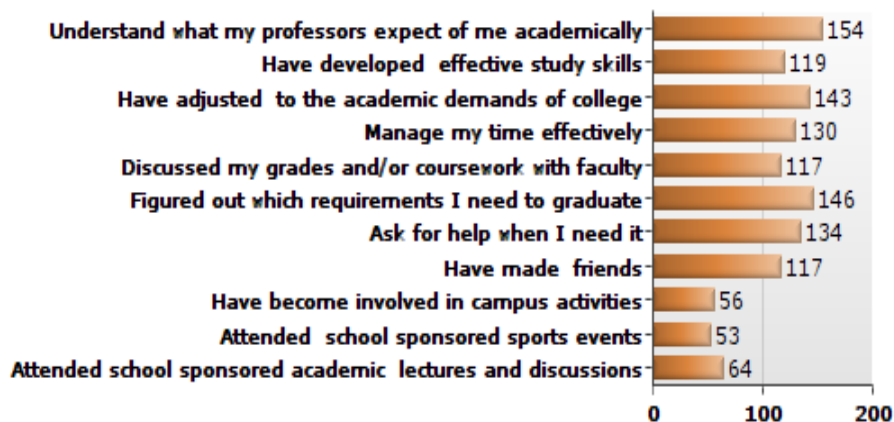 Understand what my professors expect of me academically 154
Have developed effective study skills 119
Have adjusted to the academic demands of college 143
Manage my time effectively 130
Discussed my grades and/or coursework with faculty 117
Figured out which requirements I need to graduate 146
Ask for help when I need it 134
Have made friends 117
Have become involved in campus activities 56
Attended school sponsored sports events 53
Attended school sponsored academic lectures and discussions 64
0 100 200